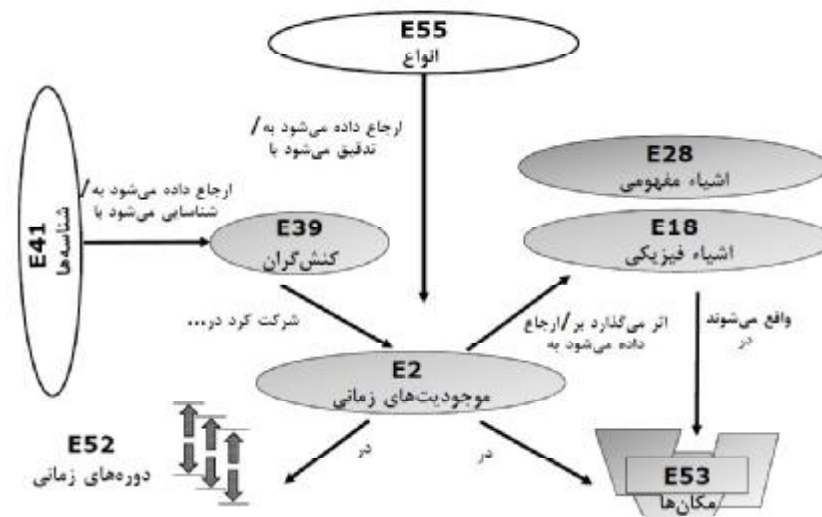 E55
انواع
ارجاع داده می‌شود به/
تدقیق می‌شود با
E28
اشیاء مفهومی
ارجاع داده می‌شود به/
شناسایی می‌شود با
E41
شناسه‌ها
E39
کنش‌گران
E18
اشیاء فیزیکی
شرکت کرد در...
اثر می‌گذارد بر/ارجاع
داده می‌شود به
واقع می‌شوند
در
E2
موجودیت‌های زمانی
E52
دوره‌های زمانی
در
در
E53
مکان‌ها